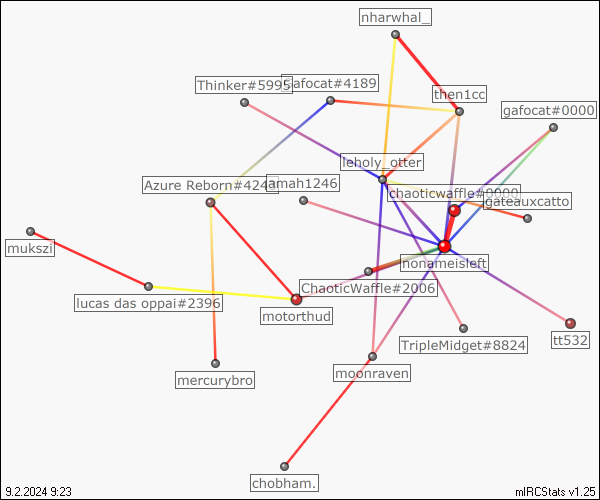 nharwhal_
Thinker#5995
Gafocat#4189
then1cc
gafocat#0000
leholy_otter
Azure Reborn#424
amah1246
chaoticwaffle#0000
gateauxcatto
mukszi
nonameisleft
ChaoticWaffle#2006
lucas das oppai#2396
motorthud
tt532
TripleMidget#8824
mercurybro
moonraven
chobham.
9.2.2024 9:23
mIRCStats v1.25